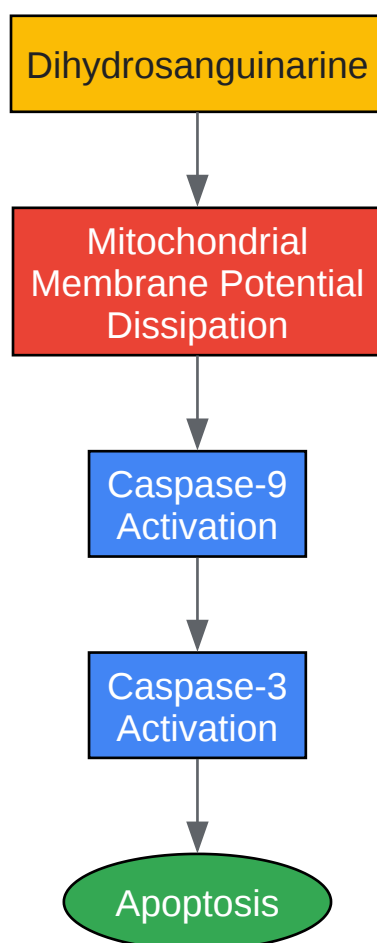 Dihydrosanguinarine
Mitochondrial
Membrane Potential
Dissipation
Caspase-9
Activation
Caspase-3
Activation
Apoptosis